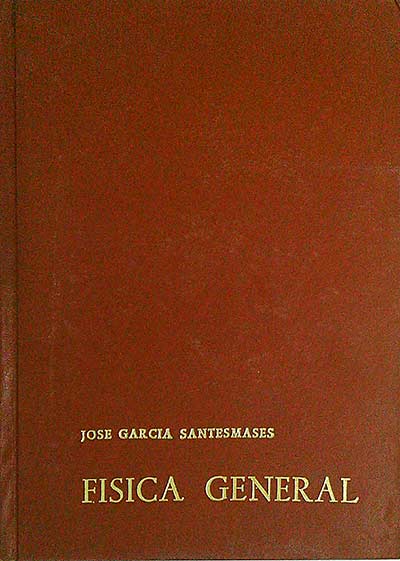 JOSE GARCIA SANTESMASES
FISICA GENERAL